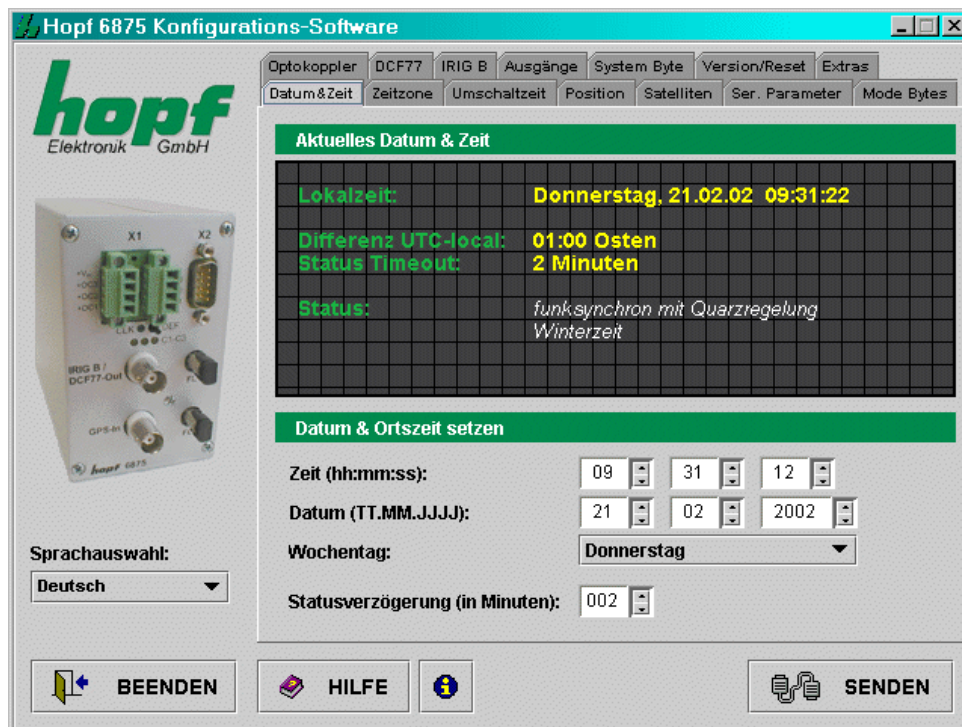 Hopf 6875 Konfigurations-Software
Optokoppler DCF77 IRIG B Ausgänge System Byte Version/Reset Extras
Datum&Zeit Zeitzone Umschaltzeit Position Satelliten Ser. Parameter Mode Bytes
hopf
Elektronik GmbH
Aktuelles Datum & Zeit
Lokalzeit: Donnerstag, 21.02.02 09:31:22
Differenz UTC-local: 01:00 Osten
Status Timeout: 2 Minuten
Status: funksynchron mit Quarzregelung
Winterzeit
X1 X2
CLK DEF
C1-C3
IRIG B /
DCF77-Out
GPS-In
hopf 6875
Datum & Ortszeit setzen
Zeit (hh:mm:ss): 09 31 12
Datum (TT.MM.JJJJ): 21 02 2002
Wochentag: Donnerstag
Statusverzögerung (in Minuten): 002
Sprachauswahl:
Deutsch
BEENDEN HILFE SENDEN